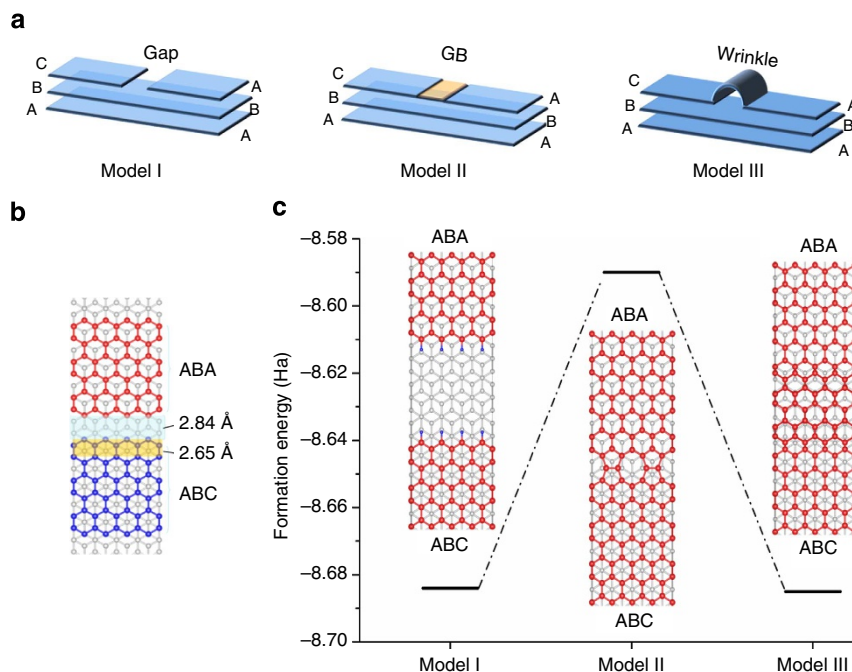 a
Gap
GB
Wrinkle
C
B
A
A
B
A
C
B
A
A
B
A
C
B
A
A
B
A
Model I
Model II
Model III
b
ABA
2.84 Å
2.65 Å
ABC
c
Formation energy (Ha)
–8.58
–8.60
–8.62
–8.64
–8.66
–8.68
–8.70
ABA
ABC
ABA
ABC
ABA
ABC
Model I
Model II
Model III